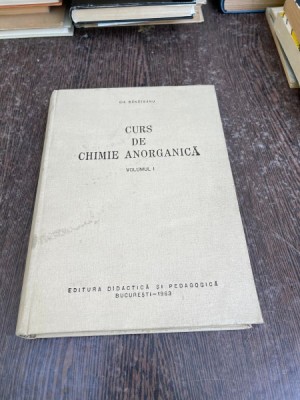 CURS
DE
CHIMIE ANORGANICĂ
VOLUMUL I
EDITURA DIDACTICĂ ȘI PEDAGOGICĂ
BUCUREȘTI—1963